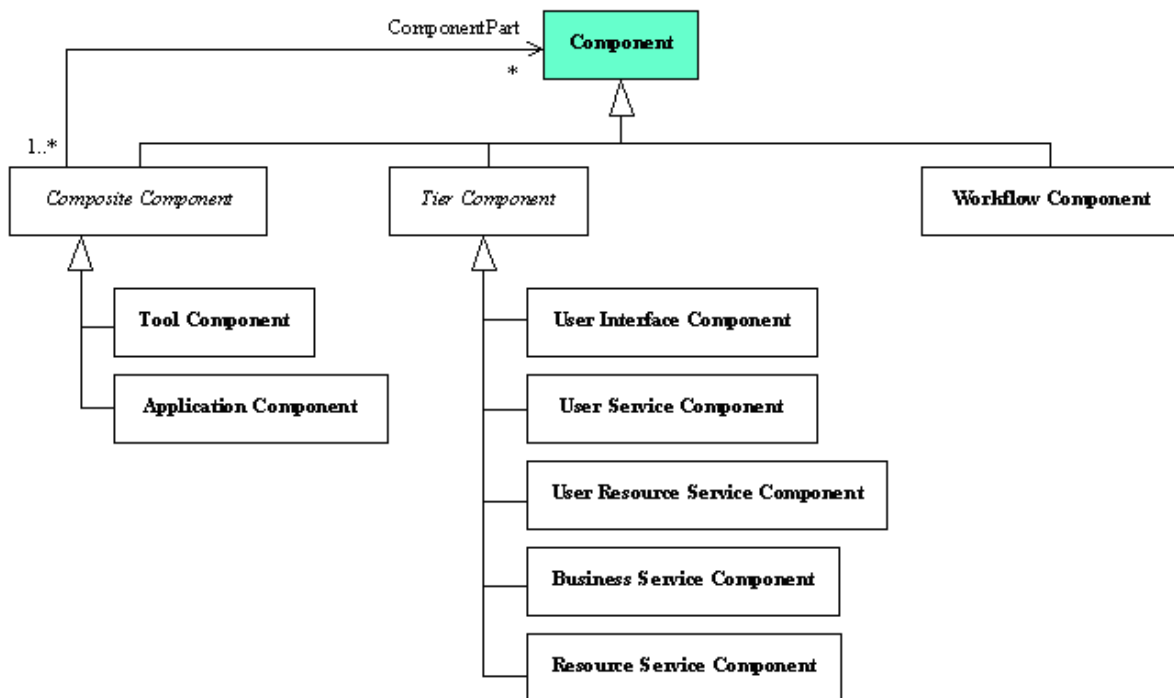 ComponentPart
Component
*
1..*
Composite Component
Tier Component
Workflow Component
Tool Component
User Interface Component
Application Component
User Service Component
User Resource Service Component
Business Service Component
Resource Service Component